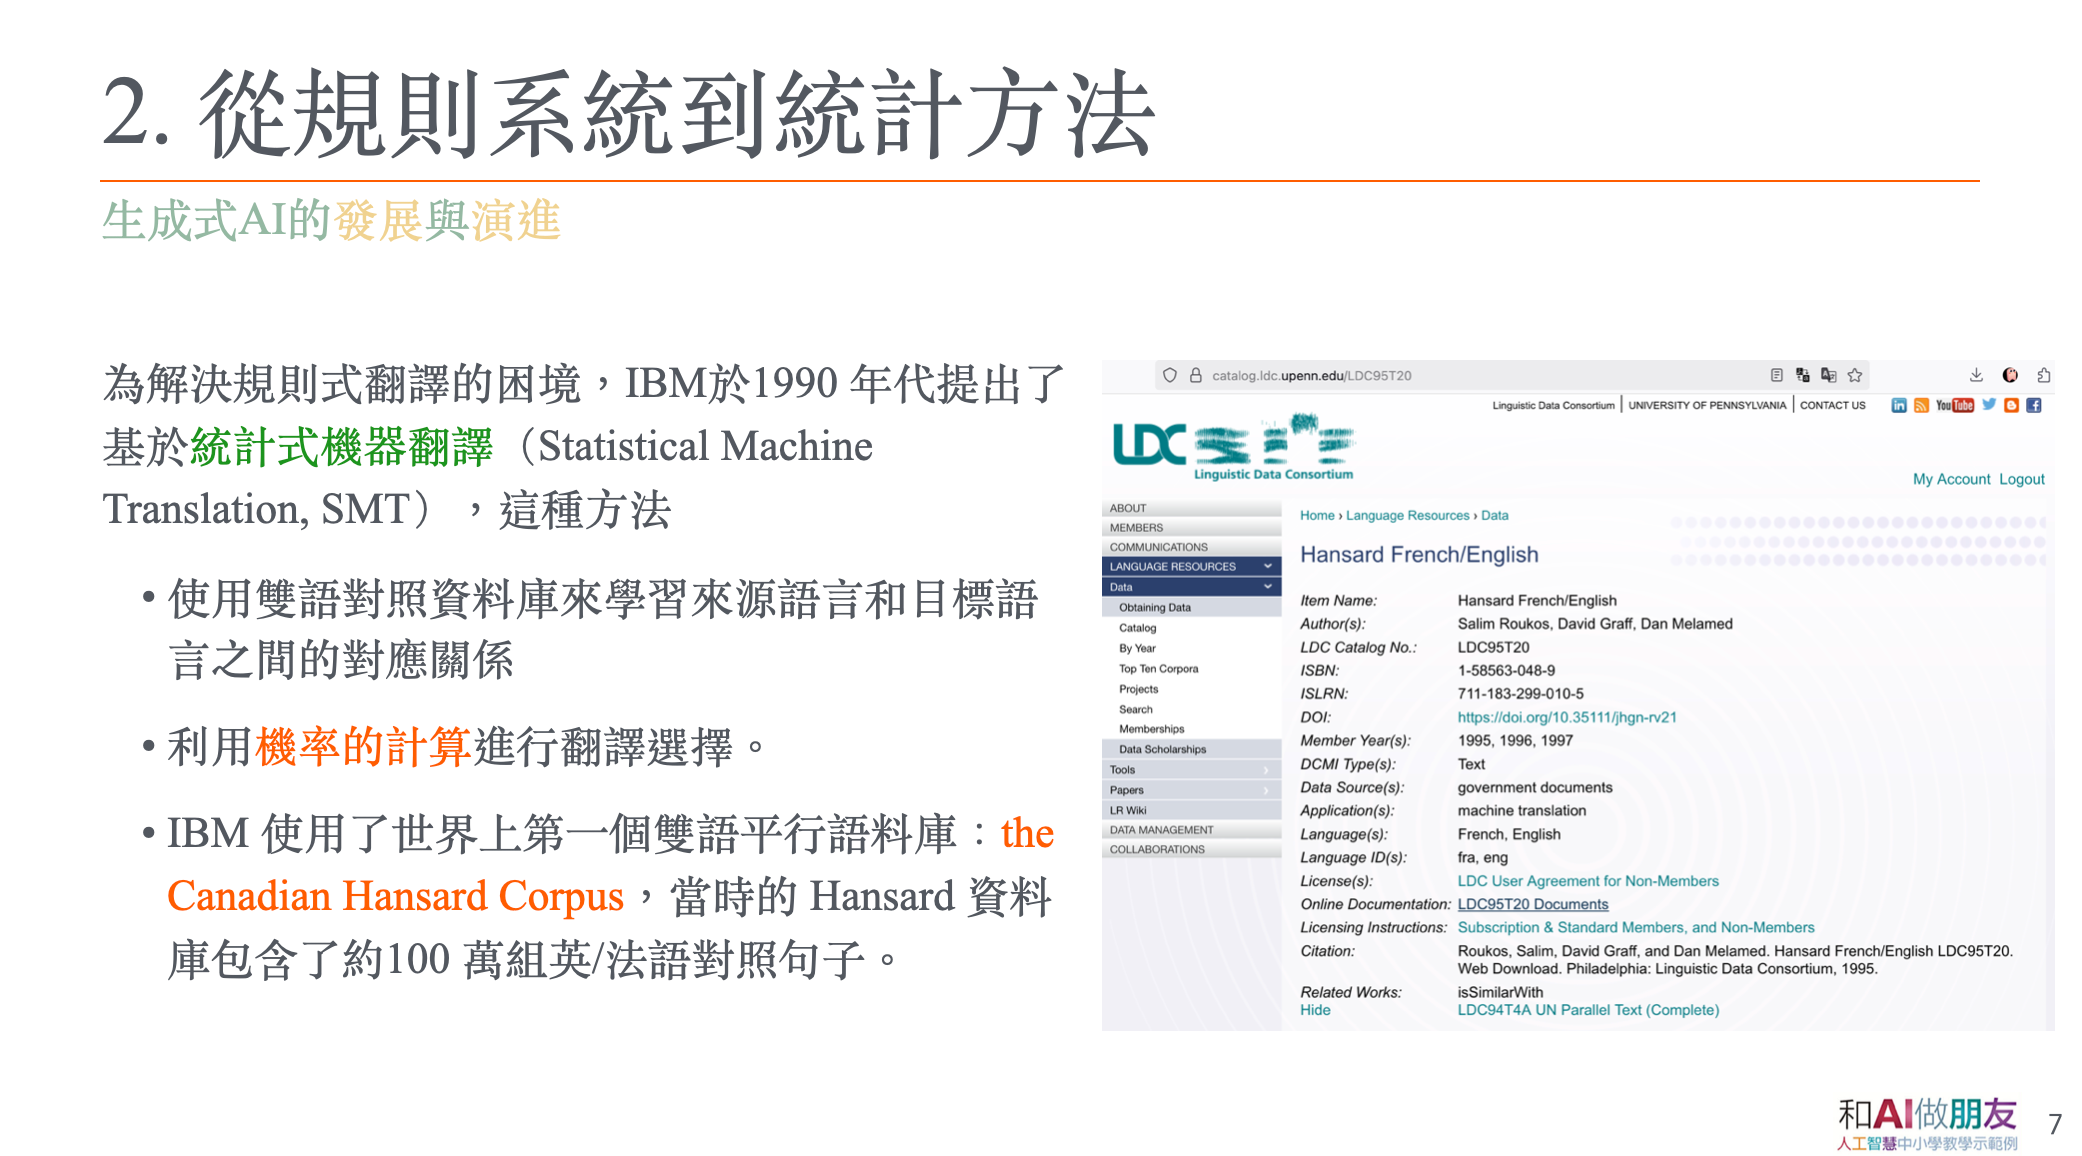 2. 從規則系統到統計方法
生成式AI的發展與演進
為解決規則式翻譯的困境，IBM於1990 年代提出了
基於統計式機器翻譯（Statistical Machine
Translation, SMT），這種方法
• 使用雙語對照資料庫來學習來源語言和目標語
言之間的對應關係
• 利用機率的計算進行翻譯選擇。
• IBM 使用了世界上第一個雙語平行語料庫：the
Canadian Hansard Corpus，當時的 Hansard 資料
庫包含了約100 萬組英/法語對照句子。
catalog.ldc.upenn.edu/LDC95T20
Linguistic Data Consortium | UNIVERSITY OF PENNSYLVANIA | CONTACT US
in
You Tube
LDC
Linguistic Data Consortium
My Account Logout
ABOUT
MEMBERS
COMMUNICATIONS
LANGUAGE RESOURCES
Data
Obtaining Data
Catalog
By Year
Top Ten Corpora
Projects
Search
Memberships
Data Scholarships
Tools
Papers
LR Wiki
DATA MANAGEMENT
COLLABORATIONS
Home › Language Resources › Data
Hansard French/English
Item Name: Hansard French/English
Author(s): Salim Roukos, David Graff, Dan Melamed
LDC Catalog No.: LDC95T20
ISBN: 1-58563-048-9
ISLRN: 711-183-299-010-5
DOI: https://doi.org/10.35111/jhgn-rv21
Member Year(s): 1995, 1996, 1997
DCMI Type(s): Text
Data Source(s): government documents
Application(s): machine translation
Language(s): French, English
Language ID(s): fra, eng
License(s): LDC User Agreement for Non-Members
Online Documentation: LDC95T20 Documents
Licensing Instructions: Subscription & Standard Members, and Non-Members
Citation: Roukos, Salim, David Graff, and Dan Melamed. Hansard French/English LDC95T20.
Web Download. Philadelphia: Linguistic Data Consortium, 1995.
Related Works: isSimilarWith
Hide LDC94T4A UN Parallel Text (Complete)
和AI做朋友
人工智慧中小學教學示範例
7